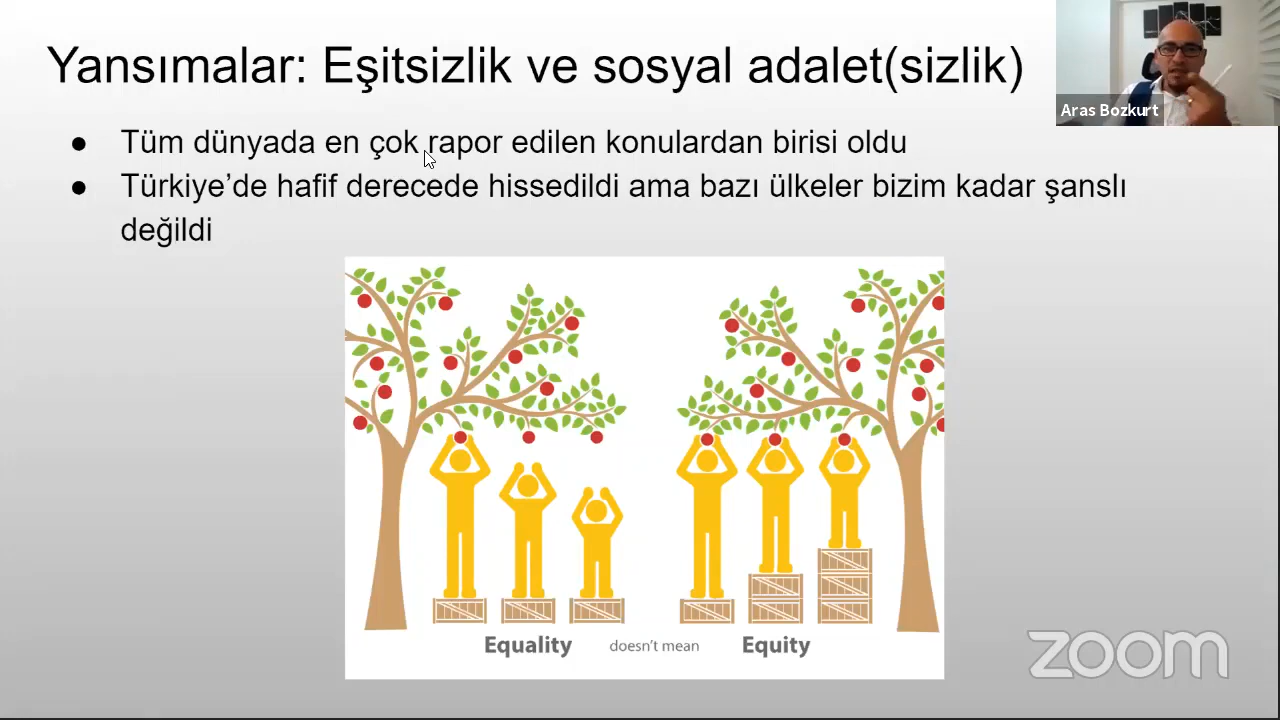 Yansımalar: Eşitsizlik ve sosyal adalet(sizlik)
Aras Bozkurt
● Tüm dünyada en çok rapor edilen konulardan birisi oldu
● Türkiye’de hafif derecede hissedildi ama bazı ülkeler bizim kadar şanslı
değildi
Equality doesn’t mean Equity
zoom